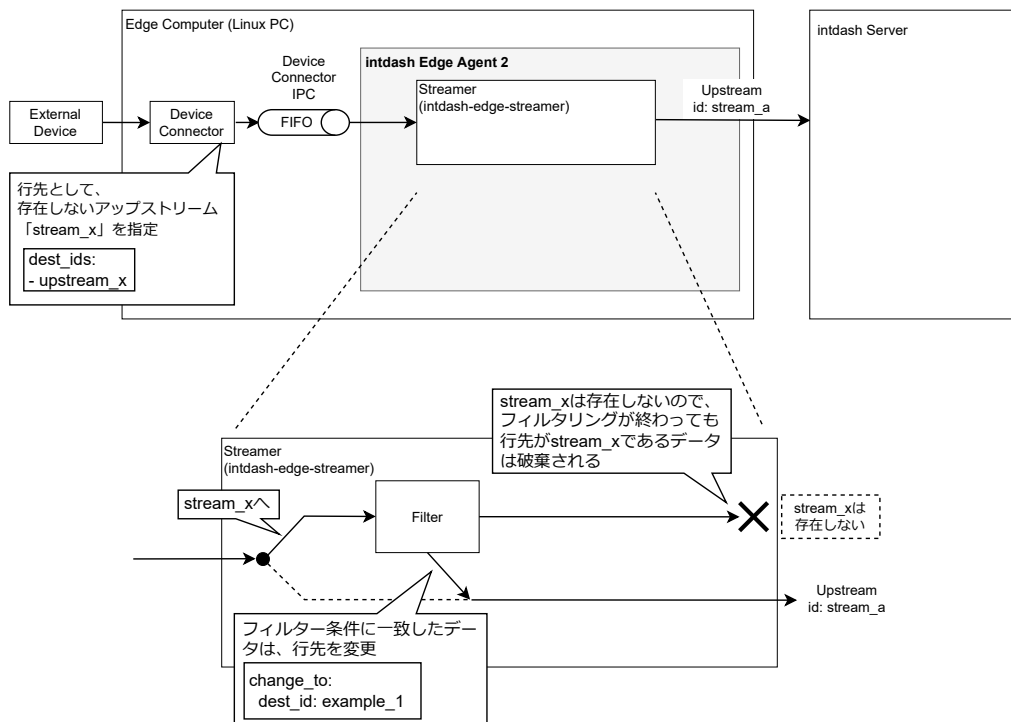 Edge Computer (Linux PC)
intdash Server
Device
Connector
IPC
intdash Edge Agent 2
Streamer
(intdash-edge-streamer)
Upstream
id: stream_a
External
Device
Device
Connector
FIFO
行先として、
存在しないアップストリーム
「stream_x」を指定
dest_ids:
- upstream_x
stream_xは存在しないので、
フィルタリングが終わっても
行先がstream_xであるデータ
は破棄される
Streamer
(intdash-edge-streamer)
stream_xへ
Filter
stream_xは
存在しない
Upstream
id: stream_a
フィルター条件に一致したデー
タは、行先を変更
change_to:
dest_id: example_1